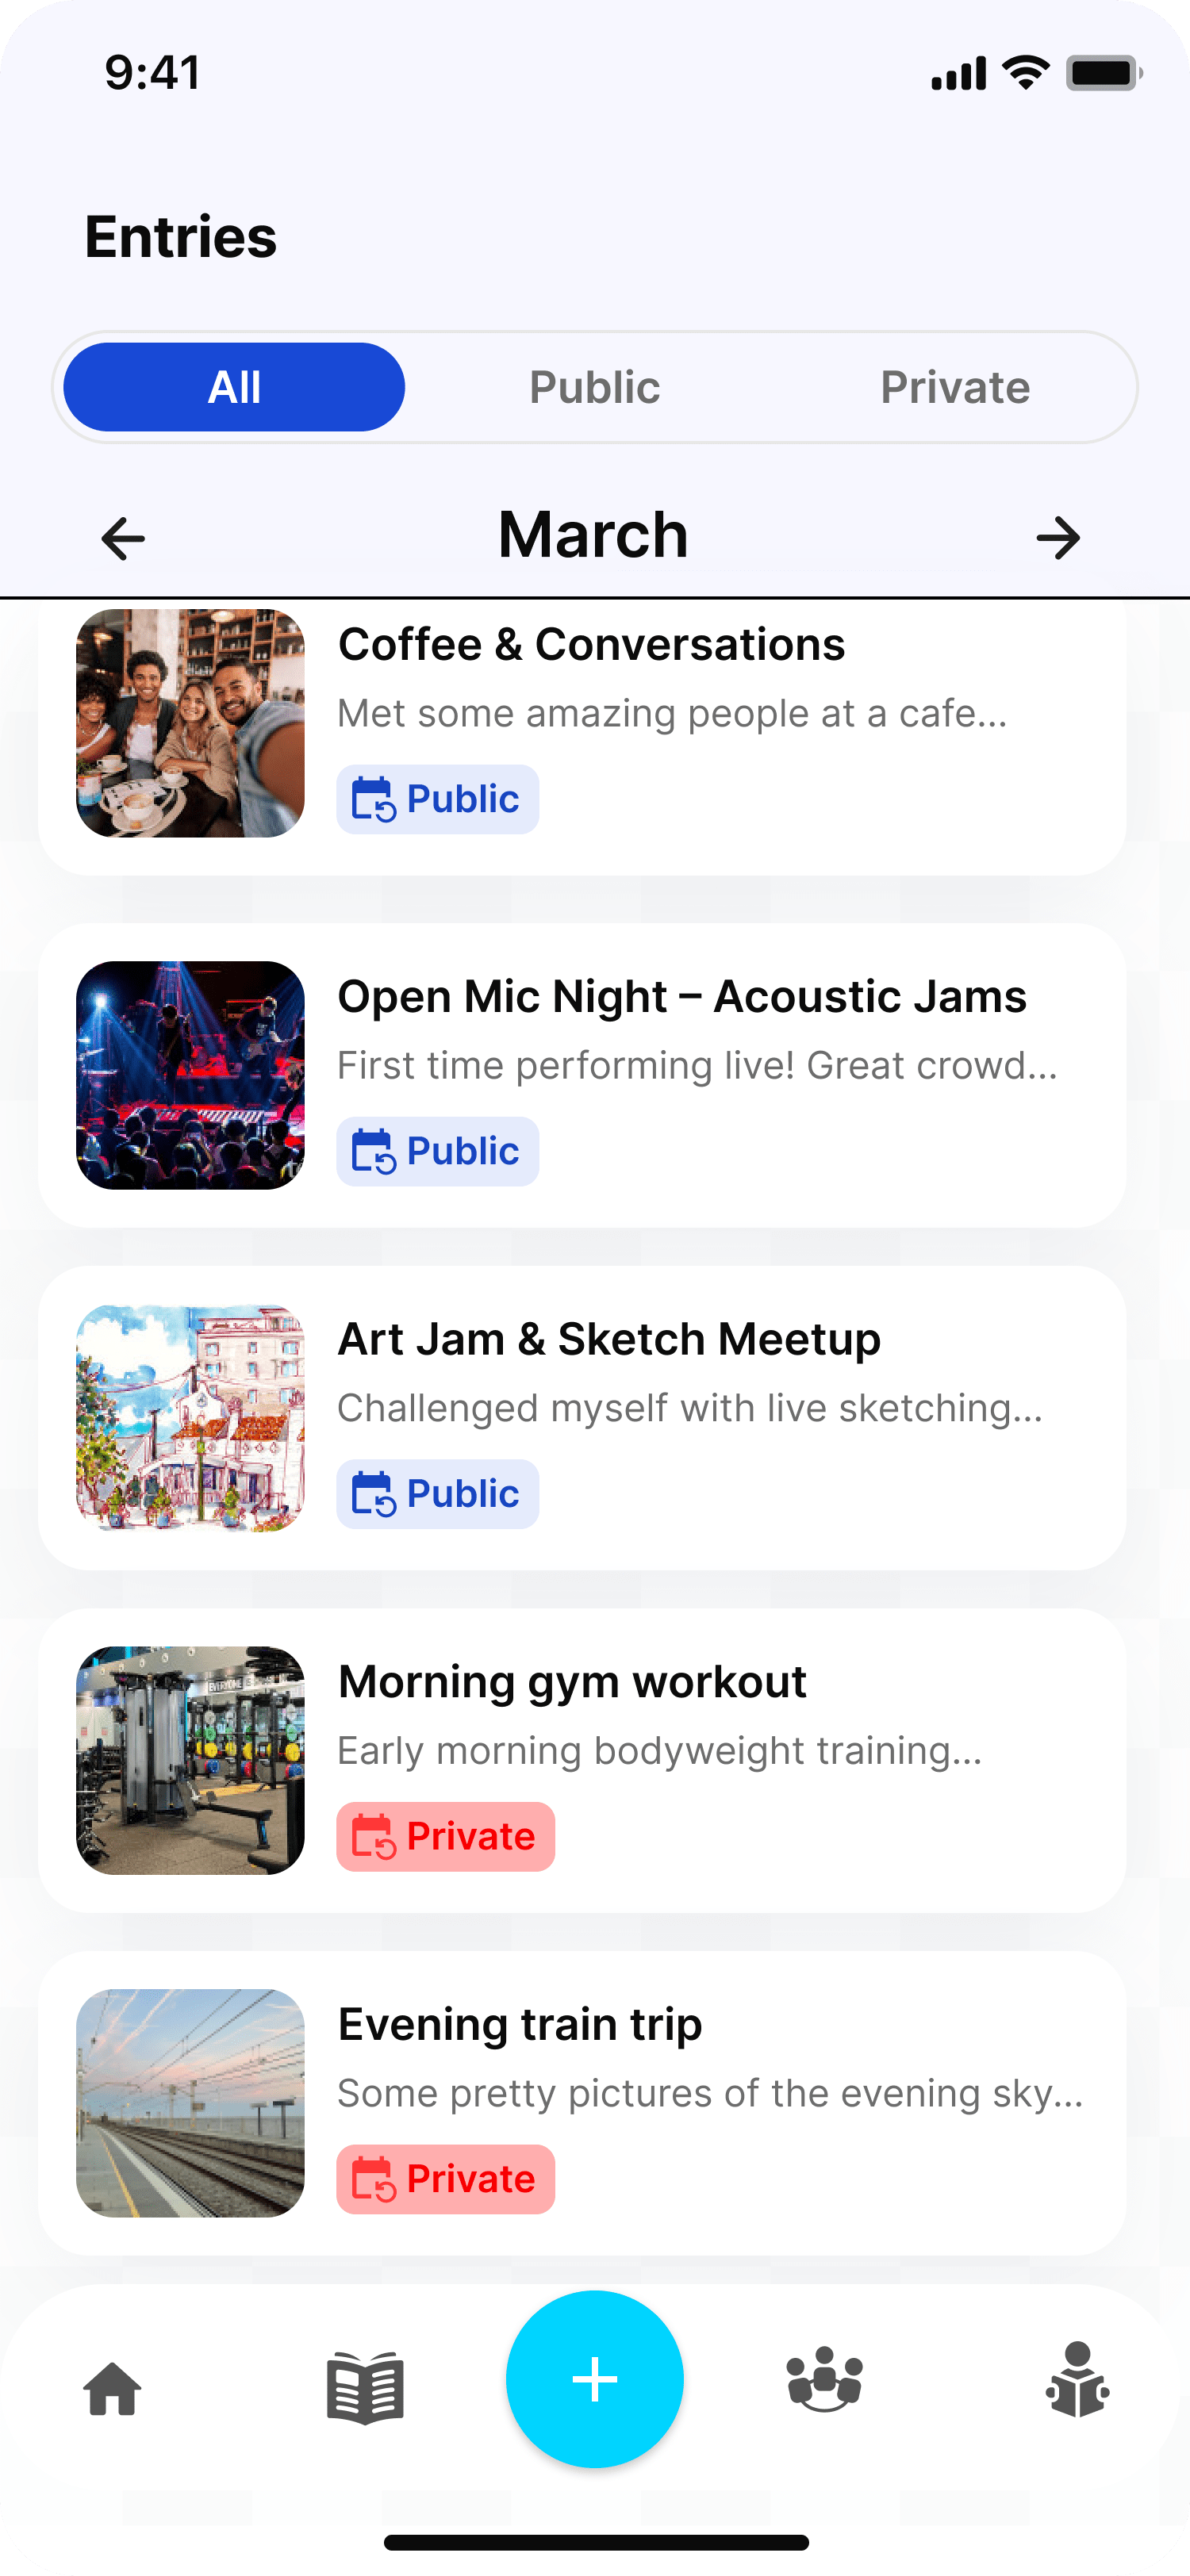 9:41
Entries
All Public Private
March
Coffee & Conversations
Met some amazing people at a cafe...
Public
Open Mic Night – Acoustic Jams
First time performing live! Great crowd...
Public
Art Jam & Sketch Meetup
Challenged myself with live sketching...
Public
EVERYONE
Morning gym workout
Early morning bodyweight training...
Private
Evening train trip
Some pretty pictures of the evening sky...
Private